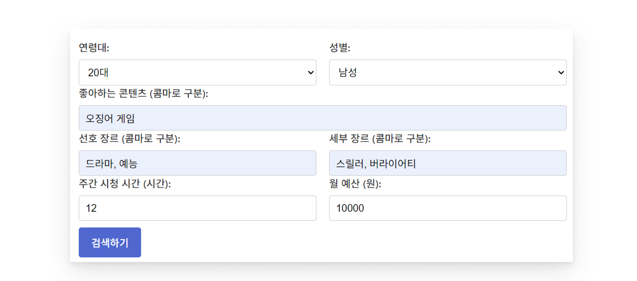 연령대: 성별:
20대 남성
좋아하는 콘텐츠 (콤마로 구분):
오징어 게임
선호 장르 (콤마로 구분): 세부 장르 (콤마로 구분):
드라마, 예능 스릴러, 버라이어티
주간 시청 시간 (시간): 월 예산 (원):
12 10000
검색하기